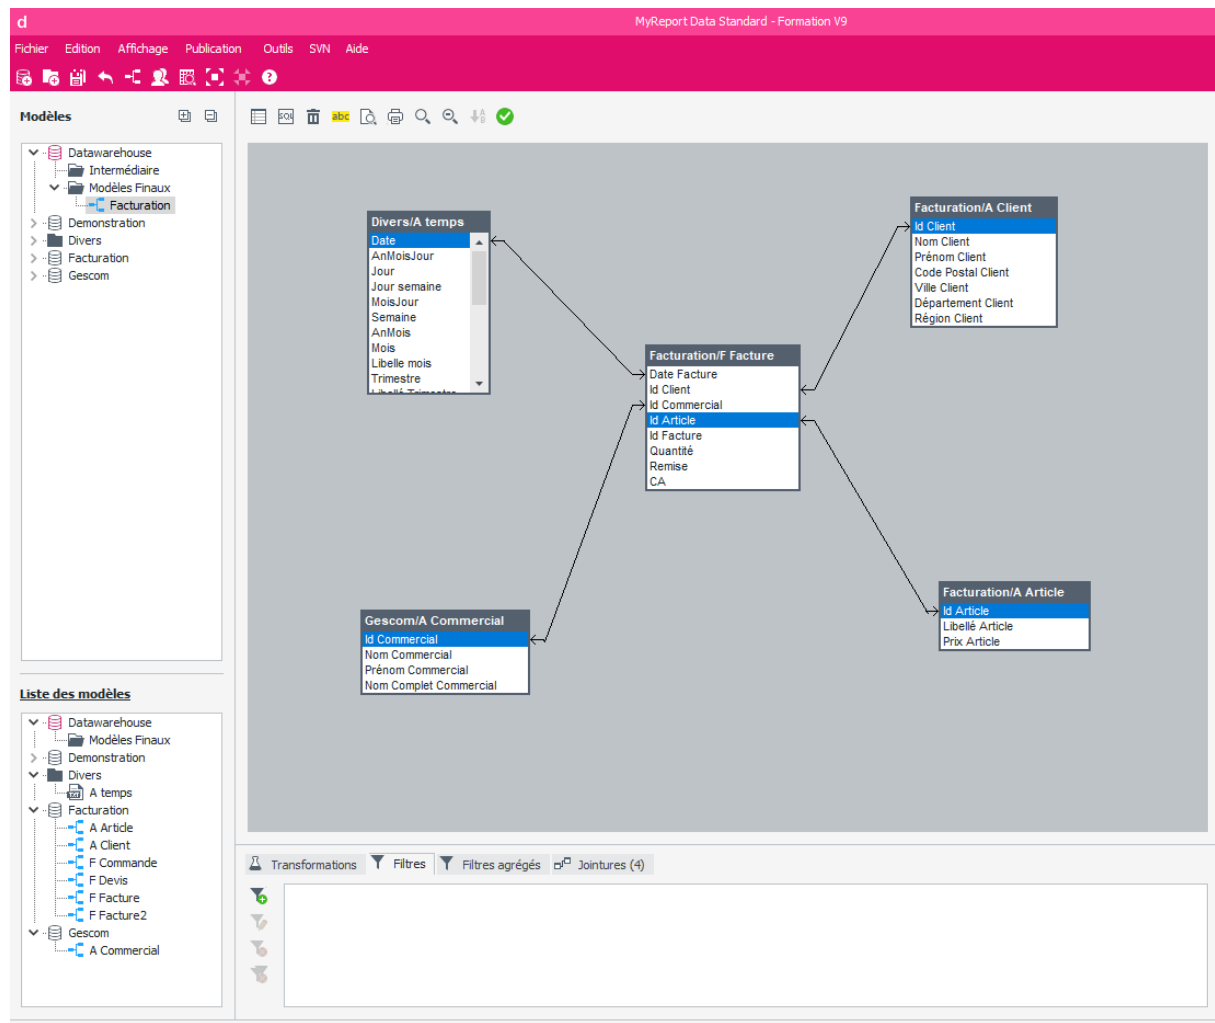 d
MyReport Data Standard - Formation V9
Fichier Edition Affichage Publication Outils SVN Aide
Modèles
SQL abc
Datawarehouse
Intermédiaire
Modèles Finaux
Facturation
Demonstration
Divers
Facturation
Gescom
Divers/A temps
Date
AnMoisJour
Jour
Jour semaine
MoisJour
Semaine
AnMois
Mois
Libelle mois
Trimestre
Libellé Trimestre
Facturation/A Client
Id Client
Nom Client
Prénom Client
Code Postal Client
Ville Client
Département Client
Région Client
Facturation/F Facture
Date Facture
Id Client
Id Commercial
Id Article
Id Facture
Quantité
Remise
CA
Gescom/A Commercial
Id Commercial
Nom Commercial
Prénom Commercial
Nom Complet Commercial
Facturation/A Article
Id Article
Libellè Article
Prix Article
Liste des modèles
Datawarehouse
Modèles Finaux
Demonstration
Divers
A temps
Facturation
A Article
A Client
F Commande
F Devis
F Facture
F Facture2
Gescom
A Commercial
Transformations Filtres Filtres agrégés Jointures (4)